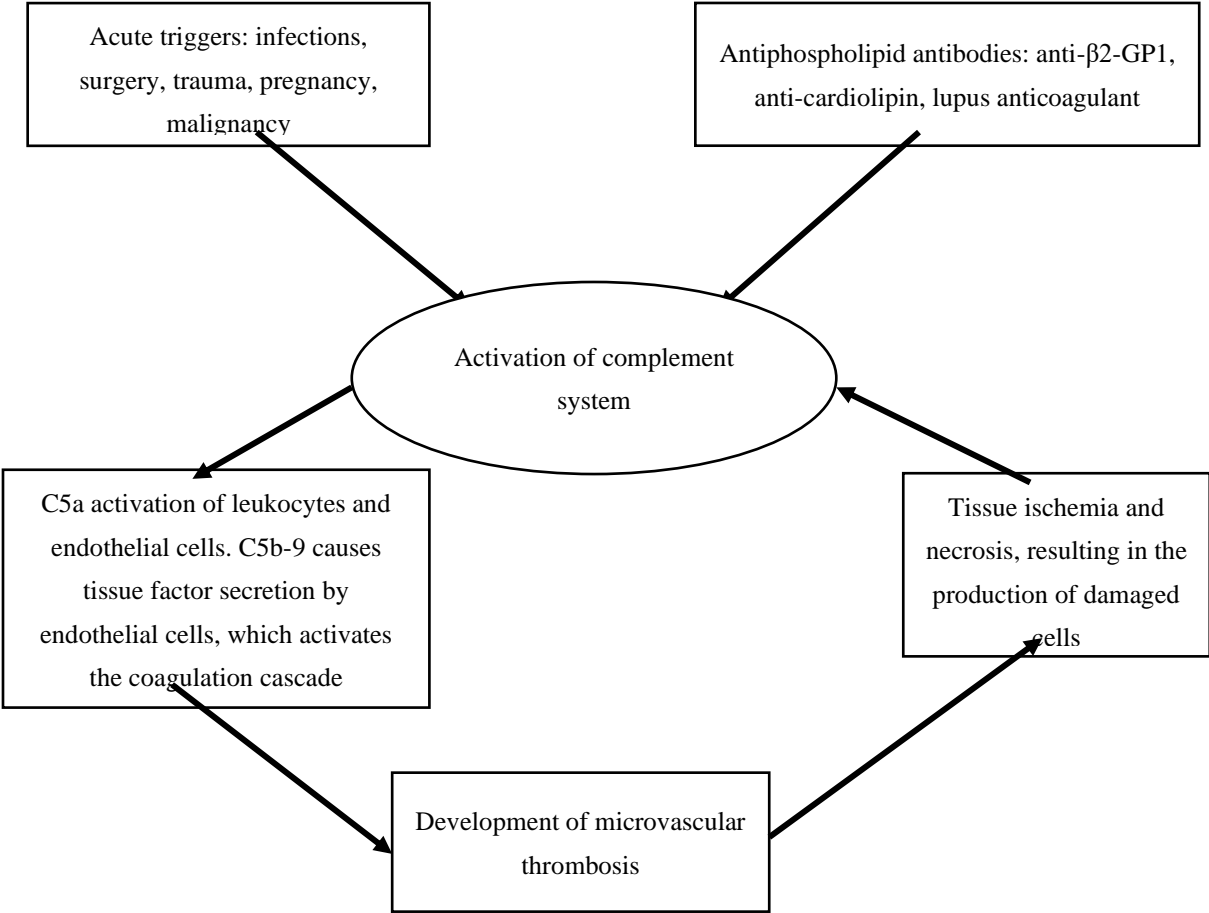 Acute triggers: infections,
surgery, trauma, pregnancy,
malignancy
Antiphospholipid antibodies: anti-β2-GP1,
anti-cardiolipin, lupus anticoagulant
Activation of complement
system
C5a activation of leukocytes and
endothelial cells. C5b-9 causes
tissue factor secretion by
endothelial cells, which activates
the coagulation cascade
Tissue ischemia and
necrosis, resulting in the
production of damaged
cells
Development of microvascular
thrombosis